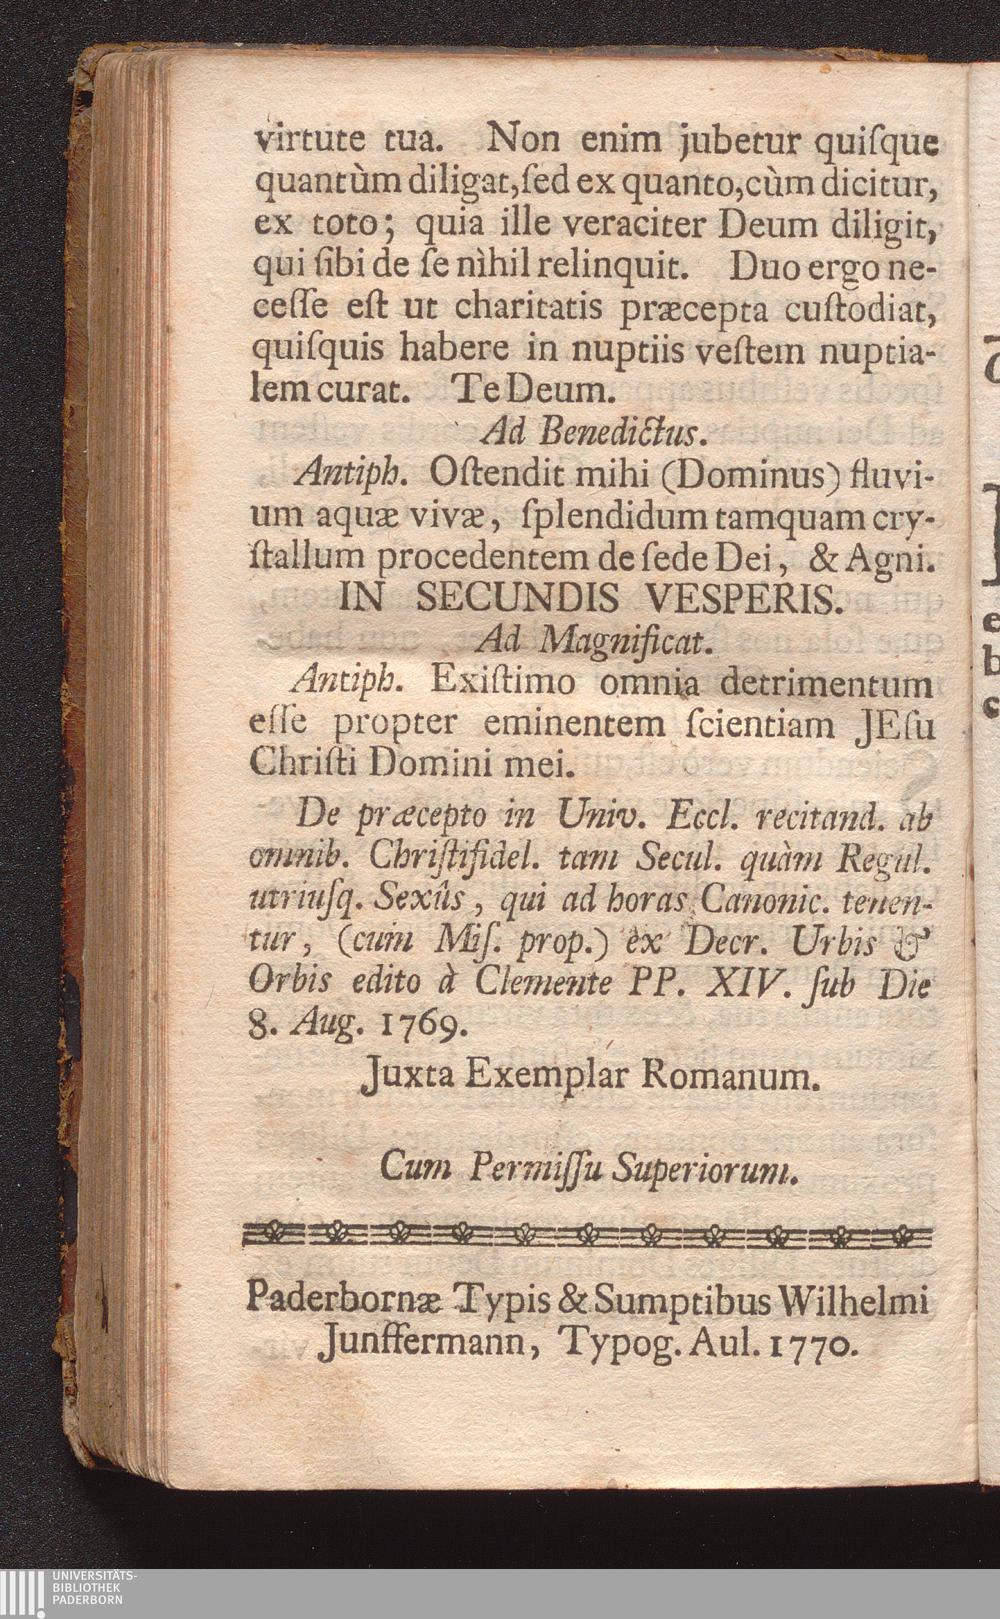 virtute tua. Non enim jubetur quiſque
quantùm diligat, ſed ex quanto, cùm dicitur,
ex toto; quia ille veraciter Deum diligit,
qui ſibi de ſe nìhil relinquit. Duo ergo ne-
ceſſe eſt ut charitatis præcepta cuſtodiat,
quiſquis habere in nuptiis veſtem nuptia-
lem curat. Te Deum.
Ad Benedictus.
Antiph. Oſtendit mihi (Dominus) fluvi-
um aquæ vivæ, ſplendidum tamquam cry-
ſtallum procedentem de ſede Dei, & Agni.
IN SECUNDIS VESPERIS.
Ad Magnificat.
Antiph. Exiſtimo omnia detrimentum
eſſe propter eminentem ſcientiam JEſu
Chriſti Domini mei.
De præcepto in Univ. Eccl. recitand. ab
omnib. Chriſtifidel. tam Secul. quàm Regul.
utriuſq. Sexûs, qui ad horas Canonic. tenen-
tur, (cum Miſ. prop.) ex Decr. Urbis &
Orbis edito à Clemente PP. XIV. ſub Die
8. Aug. 1769.
Juxta Exemplar Romanum.
Cum Permiſſu Superiorum.
Paderbornæ Typis & Sumptibus Wilhelmi
Junffermann, Typog. Aul. 1770.
UNIVERSITÄTS-
BIBLIOTHEK
PADERBORN